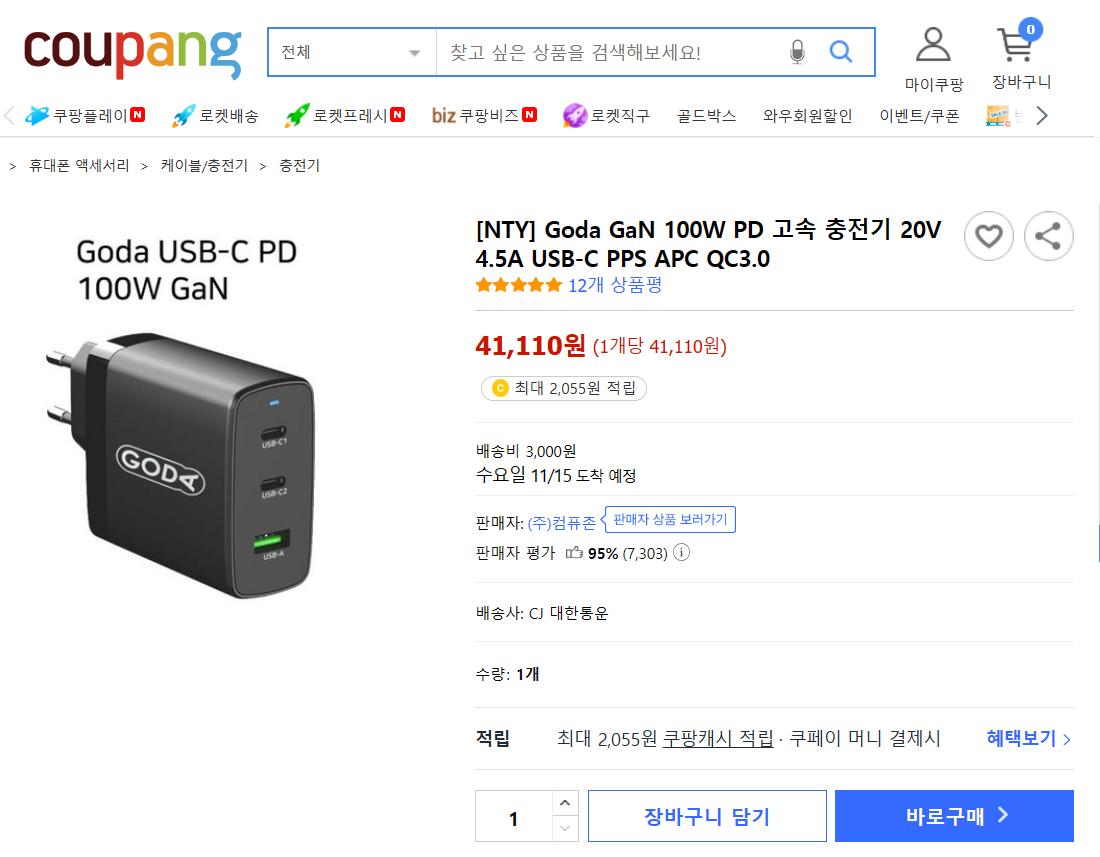 coupang
전체
찾고 싶은 상품을 검색해보세요!
마이쿠팡
0
장바구니
쿠팡플레이 N
로켓배송
로켓프레시 N
biz 쿠팡비즈 N
로켓직구
골드박스
와우회원할인
이벤트/쿠폰
> 휴대폰 액세서리 > 케이블/충전기 > 충전기
Goda USB-C PD
100W GaN
GODA
USB-C1
USB-C2
USB-A
[NTY] Goda GaN 100W PD 고속 충전기 20V
4.5A USB-C PPS APC QC3.0
12개 상품평
41,110원 (1개당 41,110원)
C 최대 2,055원 적립
배송비 3,000원
수요일 11/15 도착 예정
판매자: (주)컴퓨존 판매자 상품 보러가기
판매자 평가 95% (7,303) i
배송사: CJ 대한통운
수량: 1개
적립 최대 2,055원 쿠팡캐시 적립 · 쿠페이 머니 결제시 혜택보기 >
1 장바구니 담기 바로구매 >